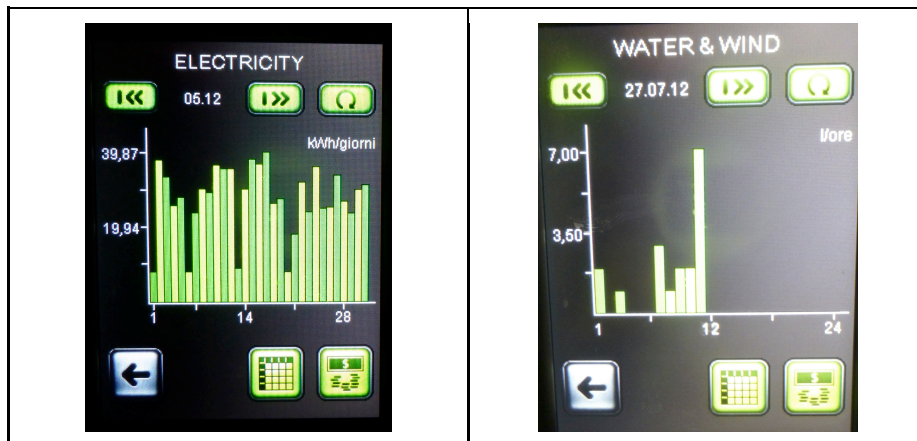 ELECTRICITY
05.12
kWh/giorni
39,87
19,94
1 14 28
$
WATER & WIND
27.07.12
l/ore
7,00
3,50
1 12 24
$